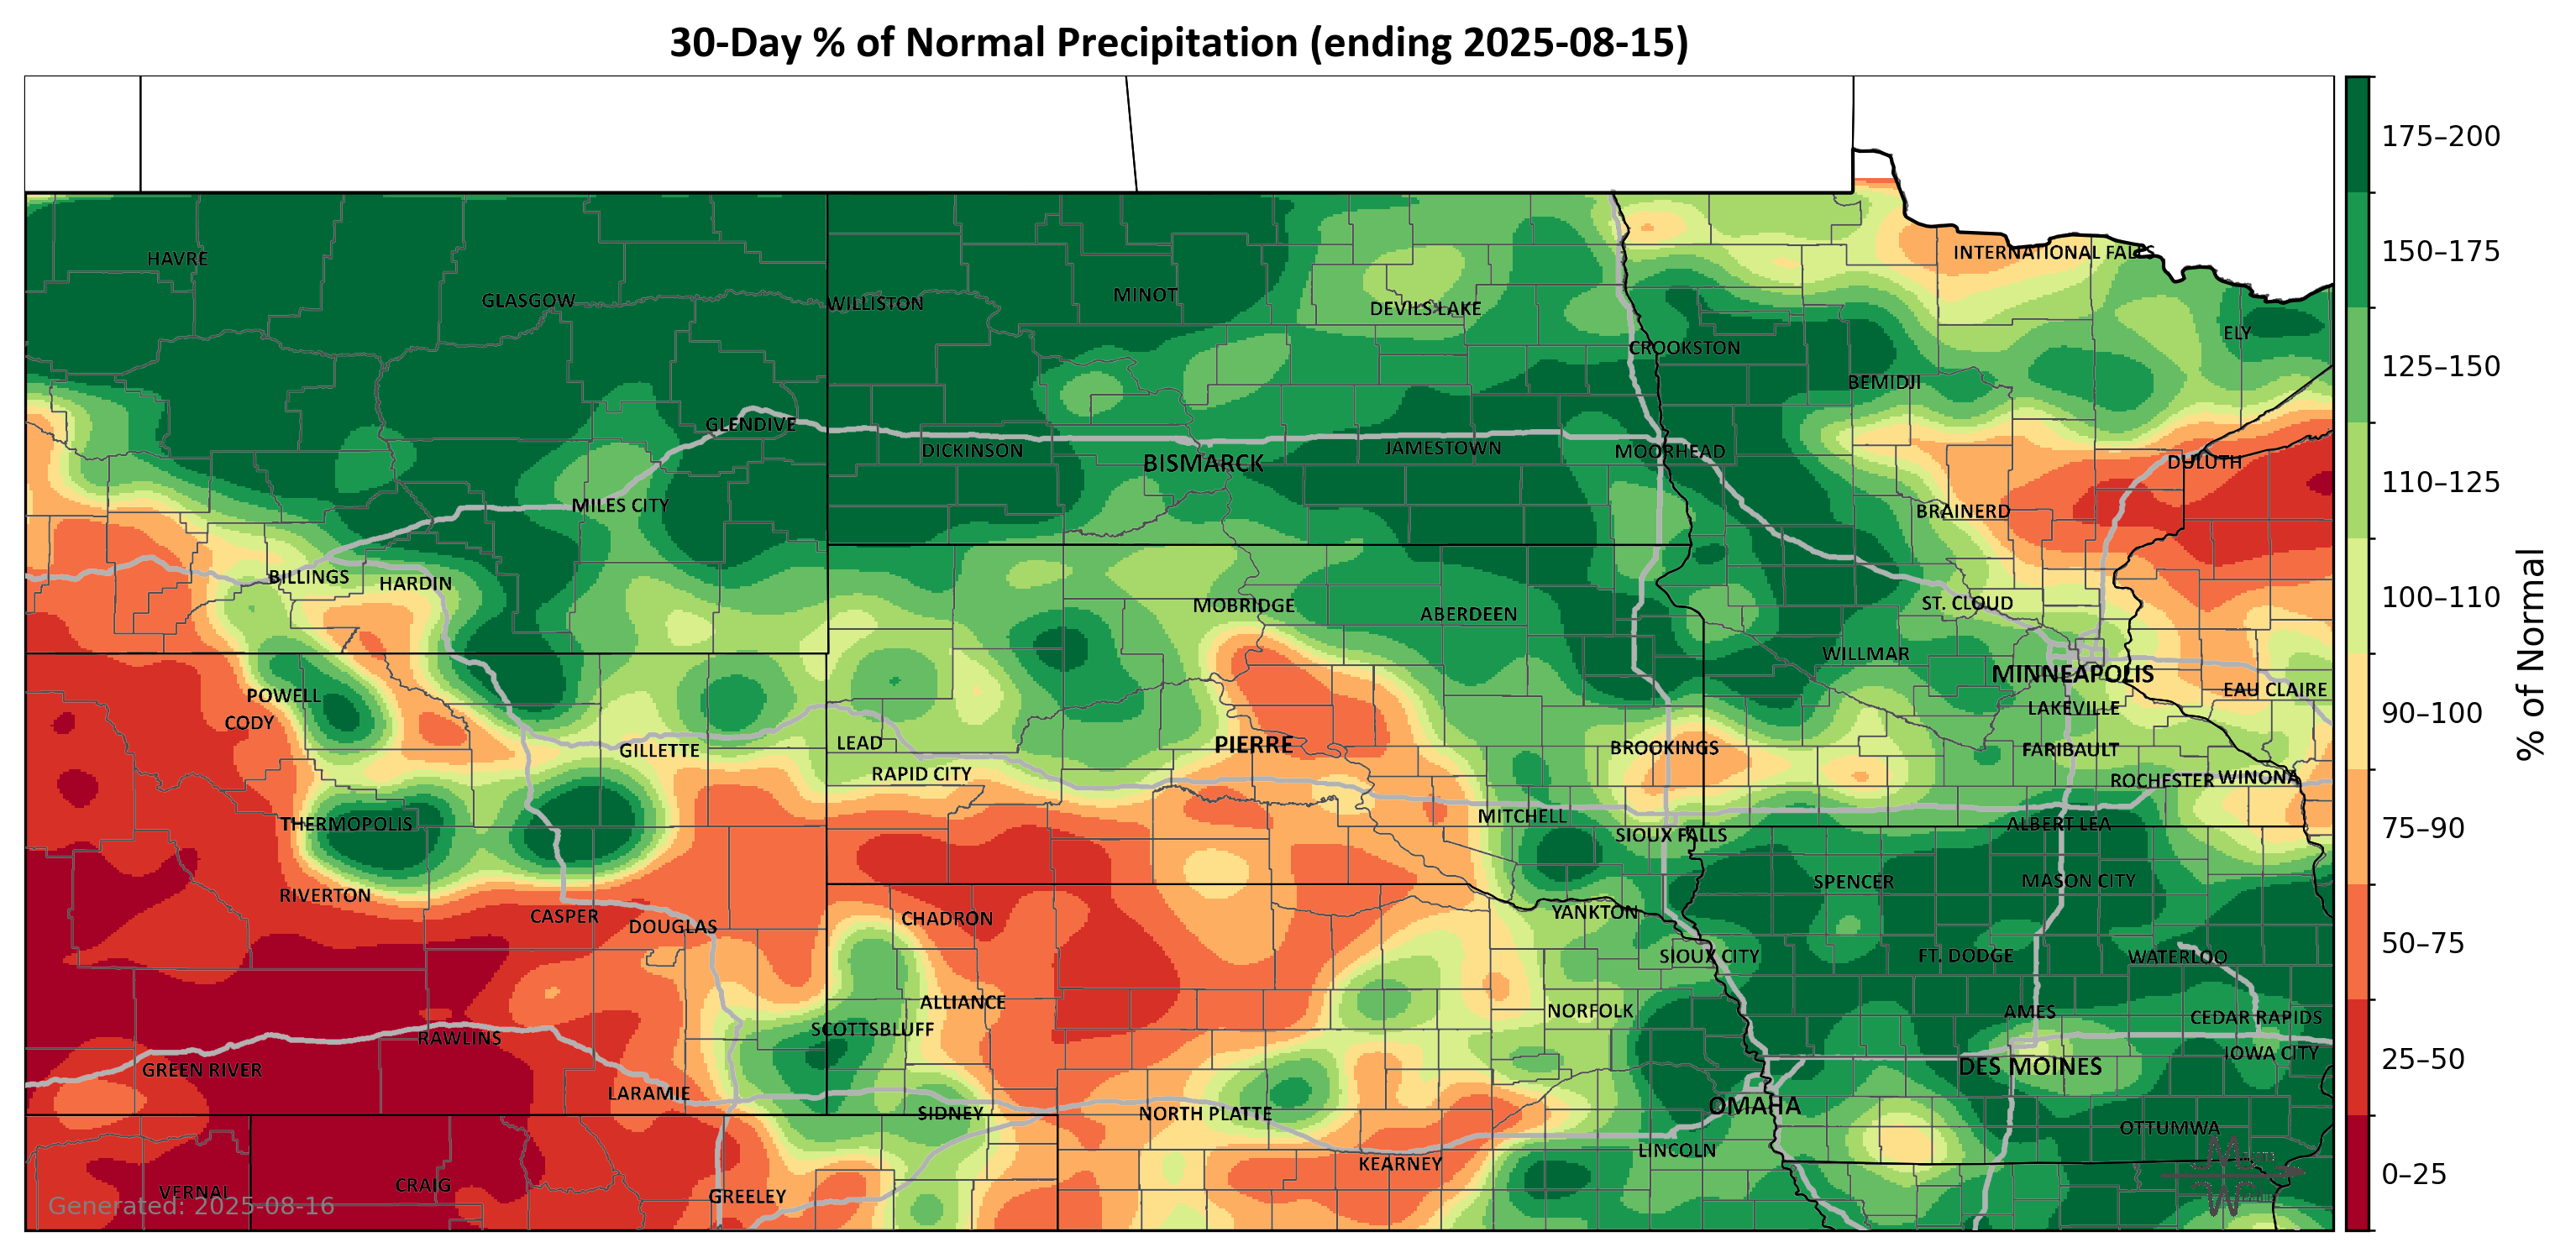 30-Day % of Normal Precipitation (ending 2025-08-15)
175–200
INTERNATIONAL FALLS
150–175
HAVRE
GLASGOW
WILLISTON
MINOT
DEVILS LAKE
ELY
CROOKSTON
125–150
BEMIDJI
GLENDIVE
DICKINSON
BISMARCK
JAMESTOWN
MOORHEAD
DULUTH
110–125
MILES CITY
BRAINERD
BILLINGS
HARDIN
MOBRIDGE
ABERDEEN
ST. CLOUD
100–110
WILLMAR
MINNEAPOLIS
POWELL
EAU CLAIRE
CODY
LAKEVILLE
90–100
% of Normal
GILLETTE
LEAD
PIERRE
BROOKINGS
FARIBAULT
RAPID CITY
ROCHESTER
WINONA
THERMOPOLIS
MITCHELL
SIOUX FALLS
ALBERT LEA
75–90
RIVERTON
SPENCER
MASON CITY
CASPER
DOUGLAS
CHADRON
YANKTON
SIOUX CITY
FT. DODGE
WATERLOO
50–75
ALLIANCE
NORFOLK
AMES
CEDAR RAPIDS
RAWLINS
SCOTTSBLUFF
GREEN RIVER
DES MOINES
IOWA CITY
25–50
LARAMIE
SIDNEY
NORTH PLATTE
OMAHA
OTTUMWA
LINCOLN
KEARNEY
VERNAL
CRAIG
GREELEY
0–25
Generated: 2025-08-16